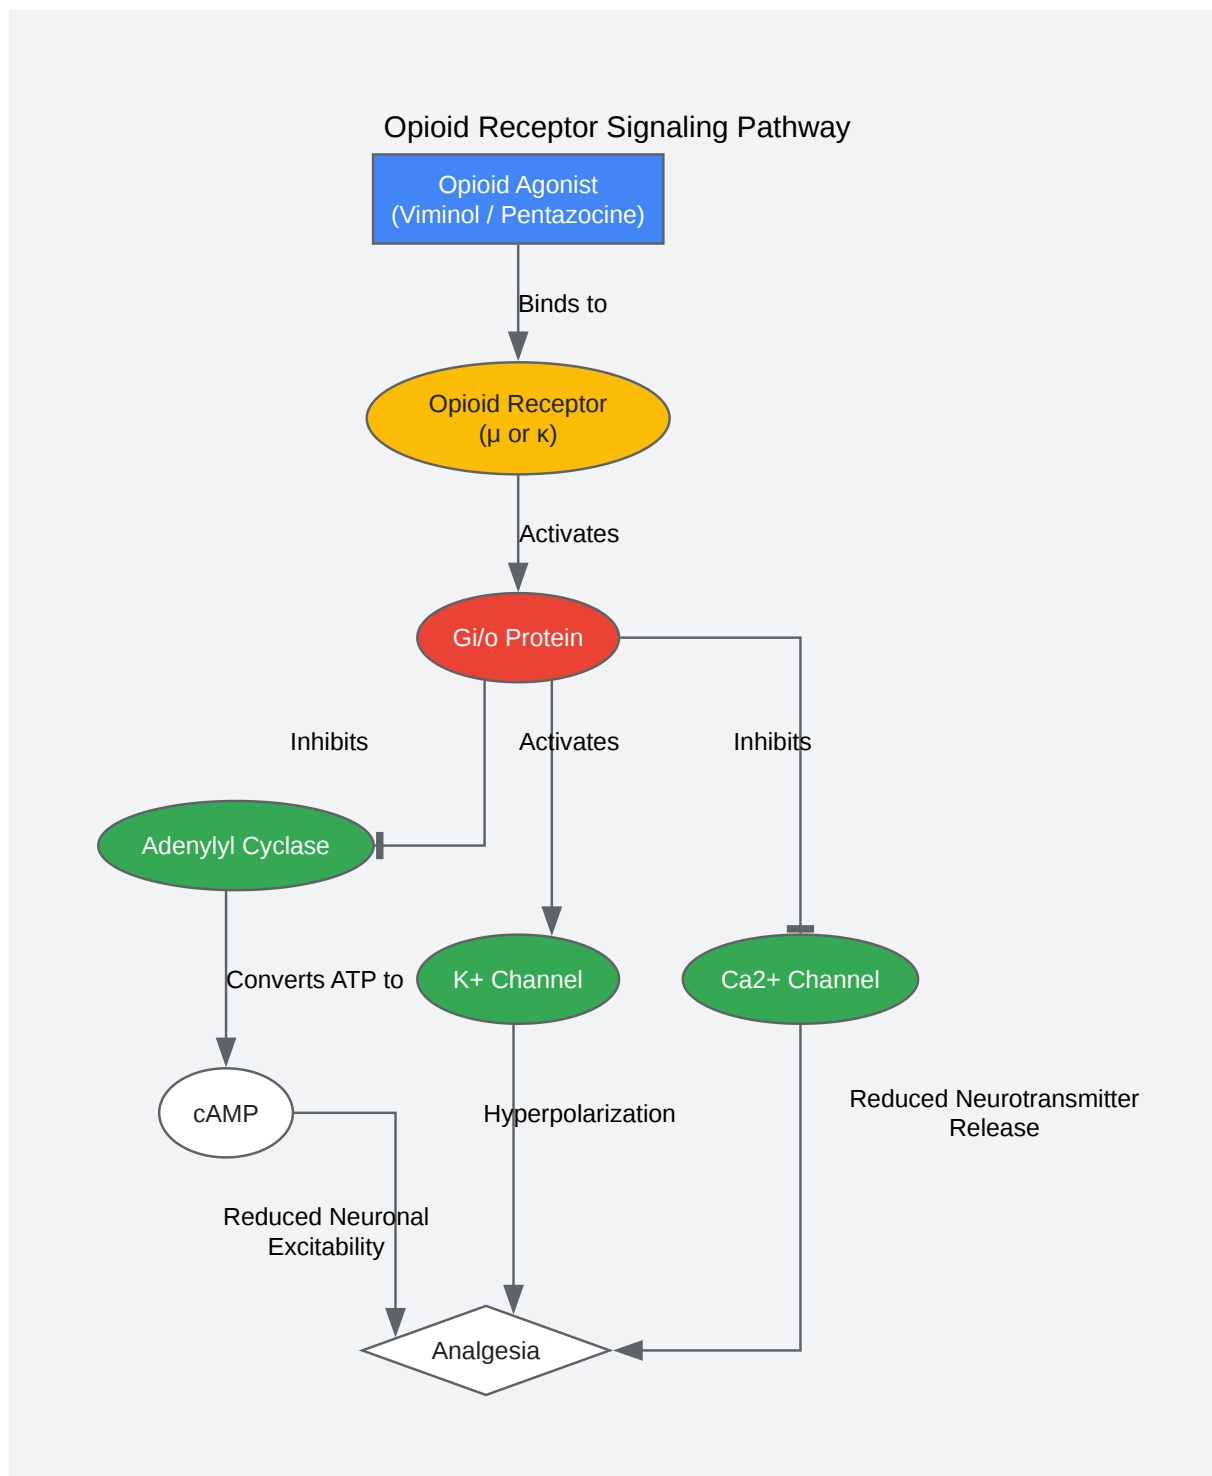 Opioid Receptor Signaling Pathway
Opioid Agonist
(Viminol / Pentazocine)
Binds to
Opioid Receptor
(μ or κ)
Activates
Gi/o Protein
Inhibits
Activates
Inhibits
Adenylyl Cyclase
Converts ATP to
K+ Channel
Ca2+ Channel
cAMP
Hyperpolarization
Reduced Neurotransmitter
Release
Reduced Neuronal
Excitability
Analgesia